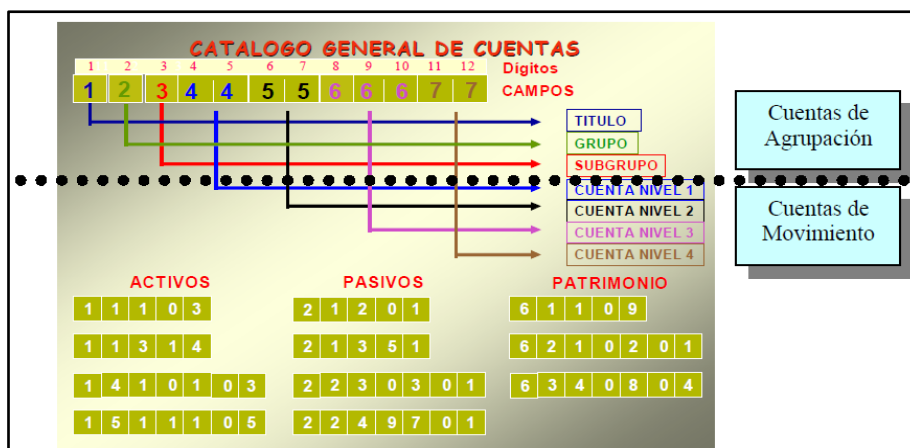 CATALOGO GENERAL DE CUENTAS
1 2 3 4 5 6 7 8 9 10 11 12 Dígitos
1 2 3 4 4 5 5 6 6 6 7 7 CAMPOS
TITULO
GRUPO
SUBGRUPO
CUENTA NIVEL 1
CUENTA NIVEL 2
CUENTA NIVEL 3
CUENTA NIVEL 4
Cuentas de
Agrupación
Cuentas de
Movimiento
ACTIVOS PASIVOS PATRIMONIO
1 1 1 0 3 2 1 2 0 1 6 1 1 0 9
1 1 3 1 4 2 1 3 5 1 6 2 1 0 2 0 1
1 4 1 0 1 0 3 2 2 3 0 3 0 1 6 3 4 0 8 0 4
1 5 1 1 1 0 5 2 2 4 9 7 0 1